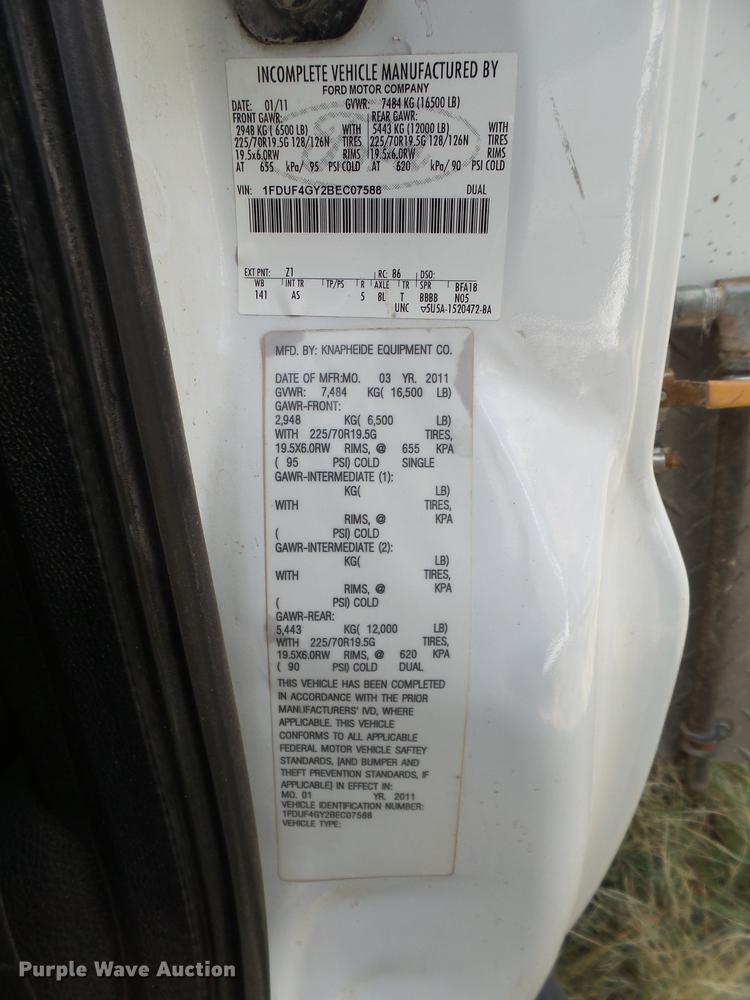 INCOMPLETE VEHICLE MANUFACTURED BY
FORD MOTOR COMPANY
DATE: 01/11 GVWR: 7484 KG (16500 LB)
FRONT GAWR: REAR GAWR:
2948 KG ( 6500 LB) WITH 5443 KG (12000 LB) WITH
225/70R19.5G 128/126N TIRES 225/70R19.5G 128/126N TIRES
19.5x6.0RW RIMS 19.5x6.0RW RIMS
AT 655 kPa/ 95 PSI COLD AT 620 kPa/ 90 PSI COLD
VIN: 1FDUF4GY2BEC07588 DUAL
EXT PNT: Z1 RC: 86 DSO:
WB INT TR TP/PS R AXLE TR SPR BFA18
141 AS 5 8L T BBBB N05
UNC ▽5U5A-1520472-BA
MFD. BY: KNAPHEIDE EQUIPMENT CO.
DATE OF MFR:MO. 03 YR. 2011
GVWR: 7,484 KG( 16,500 LB)
GAWR-FRONT:
2,948 KG( 6,500 LB)
WITH 225/70R19.5G TIRES,
19.5X6.0RW RIMS, @ 655 KPA
( 95 PSI) COLD SINGLE
GAWR-INTERMEDIATE (1):
KG( LB)
WITH TIRES,
RIMS, @ KPA
( PSI) COLD
GAWR-INTERMEDIATE (2):
KG( LB)
WITH TIRES,
RIMS, @ KPA
( PSI) COLD
GAWR-REAR:
5,443 KG( 12,000 LB)
WITH 225/70R19.5G TIRES,
19.5X6.0RW RIMS, @ 620 KPA
( 90 PSI) COLD DUAL
THIS VEHICLE HAS BEEN COMPLETED
IN ACCORDANCE WITH THE PRIOR
MANUFACTURERS' IVD, WHERE
APPLICABLE. THIS VEHICLE
CONFORMS TO ALL APPLICABLE
FEDERAL MOTOR VEHICLE SAFTEY
STANDARDS, [AND BUMPER AND
THEFT PREVENTION STANDARDS, IF
APPLICABLE] IN EFFECT IN:
MO. 01 YR. 2011
VEHICLE IDENTIFICATION NUMBER:
1FDUF4GY2BEC07588
VEHICLE TYPE:
Purple Wave Auction